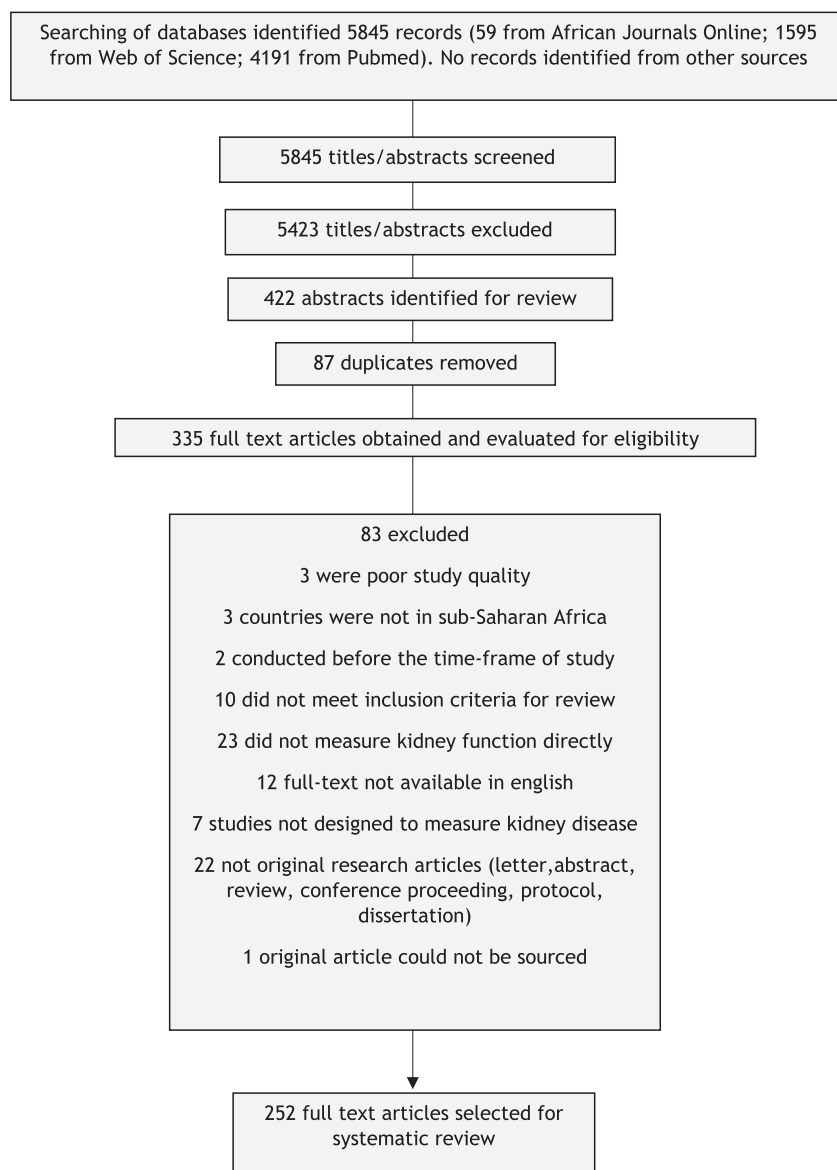 Searching of databases identified 5845 records (59 from African Journals Online; 1595
from Web of Science; 4191 from Pubmed). No records identified from other sources
5845 titles/abstracts screened
5423 titles/abstracts excluded
422 abstracts identified for review
87 duplicates removed
335 full text articles obtained and evaluated for eligibility
83 excluded
3 were poor study quality
3 countries were not in sub-Saharan Africa
2 conducted before the time-frame of study
10 did not meet inclusion criteria for review
23 did not measure kidney function directly
12 full-text not available in english
7 studies not designed to measure kidney disease
22 not original research articles (letter,abstract,
review, conference proceeding, protocol,
dissertation)
1 original article could not be sourced
252 full text articles selected for
systematic review